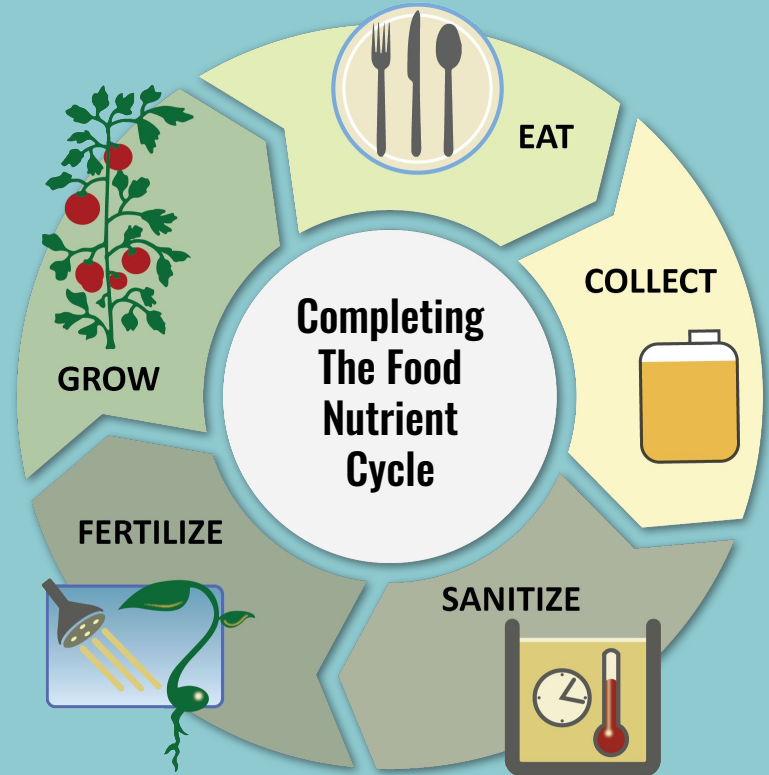 EAT
COLLECT
Completing
The Food
Nutrient
Cycle
GROW
FERTILIZE
SANITIZE